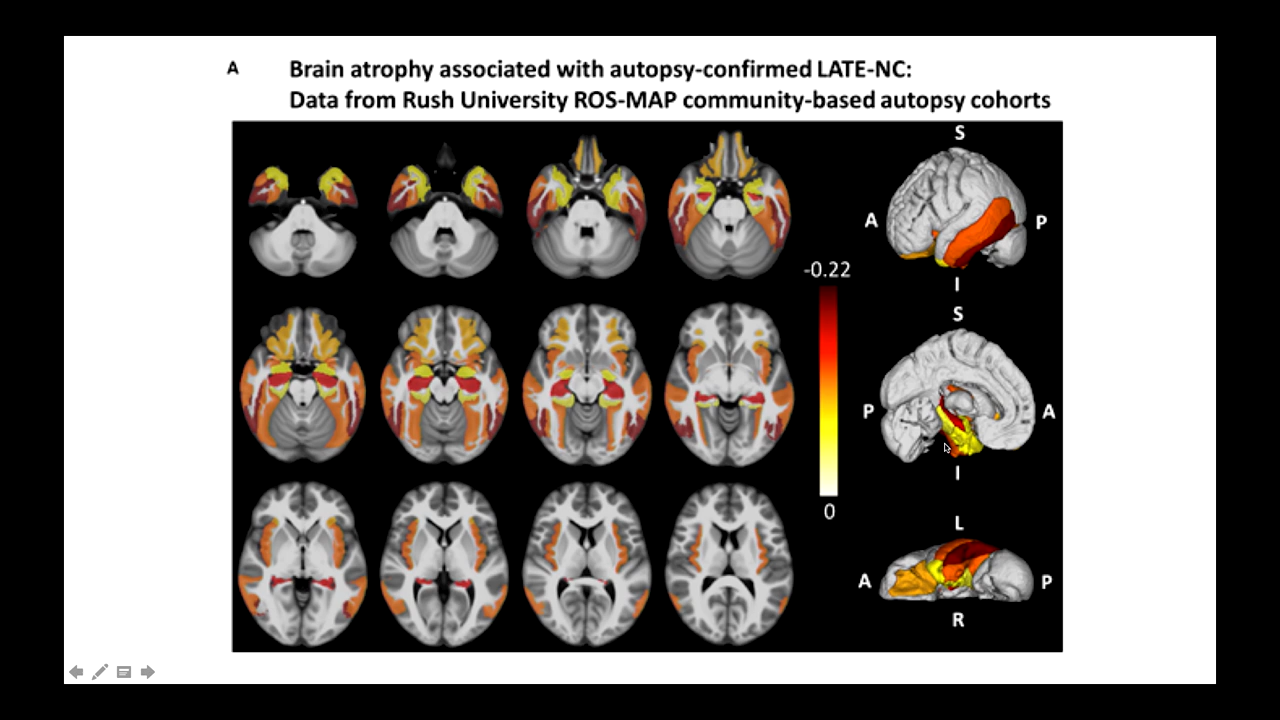 A
Brain atrophy associated with autopsy-confirmed LATE-NC:
Data from Rush University ROS-MAP community-based autopsy cohorts
S
A
P
I
-0.22
0
S
P
A
I
L
A
P
R